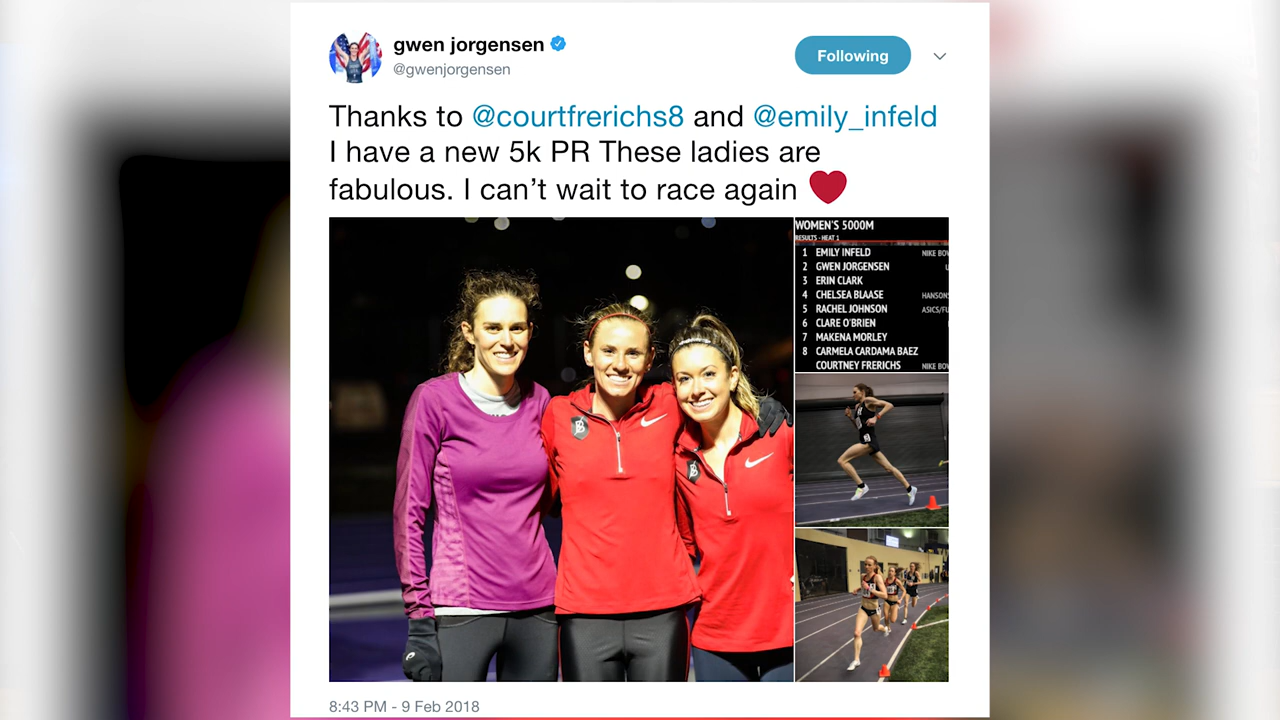 gwen jorgensen
@gwenjorgensen
Following
Thanks to @courtfrerichs8 and @emily_infeld
I have a new 5k PR These ladies are
fabulous. I can't wait to race again ❤
WOMEN'S 5000M
RESULTS - HEAT 1
1 EMILY INFELD NIKE BO
2 GWEN JORGENSEN
3 ERIN CLARK
4 CHELSEA BLAASE HANSON
5 RACHEL JOHNSON ASICS/FU
6 CLARE O'BRIEN
7 MAKENA MORLEY
8 CARMELA CARDAMA BAEZ
COURTNEY FRERICHS NIKE BO
8:43 PM - 9 Feb 2018